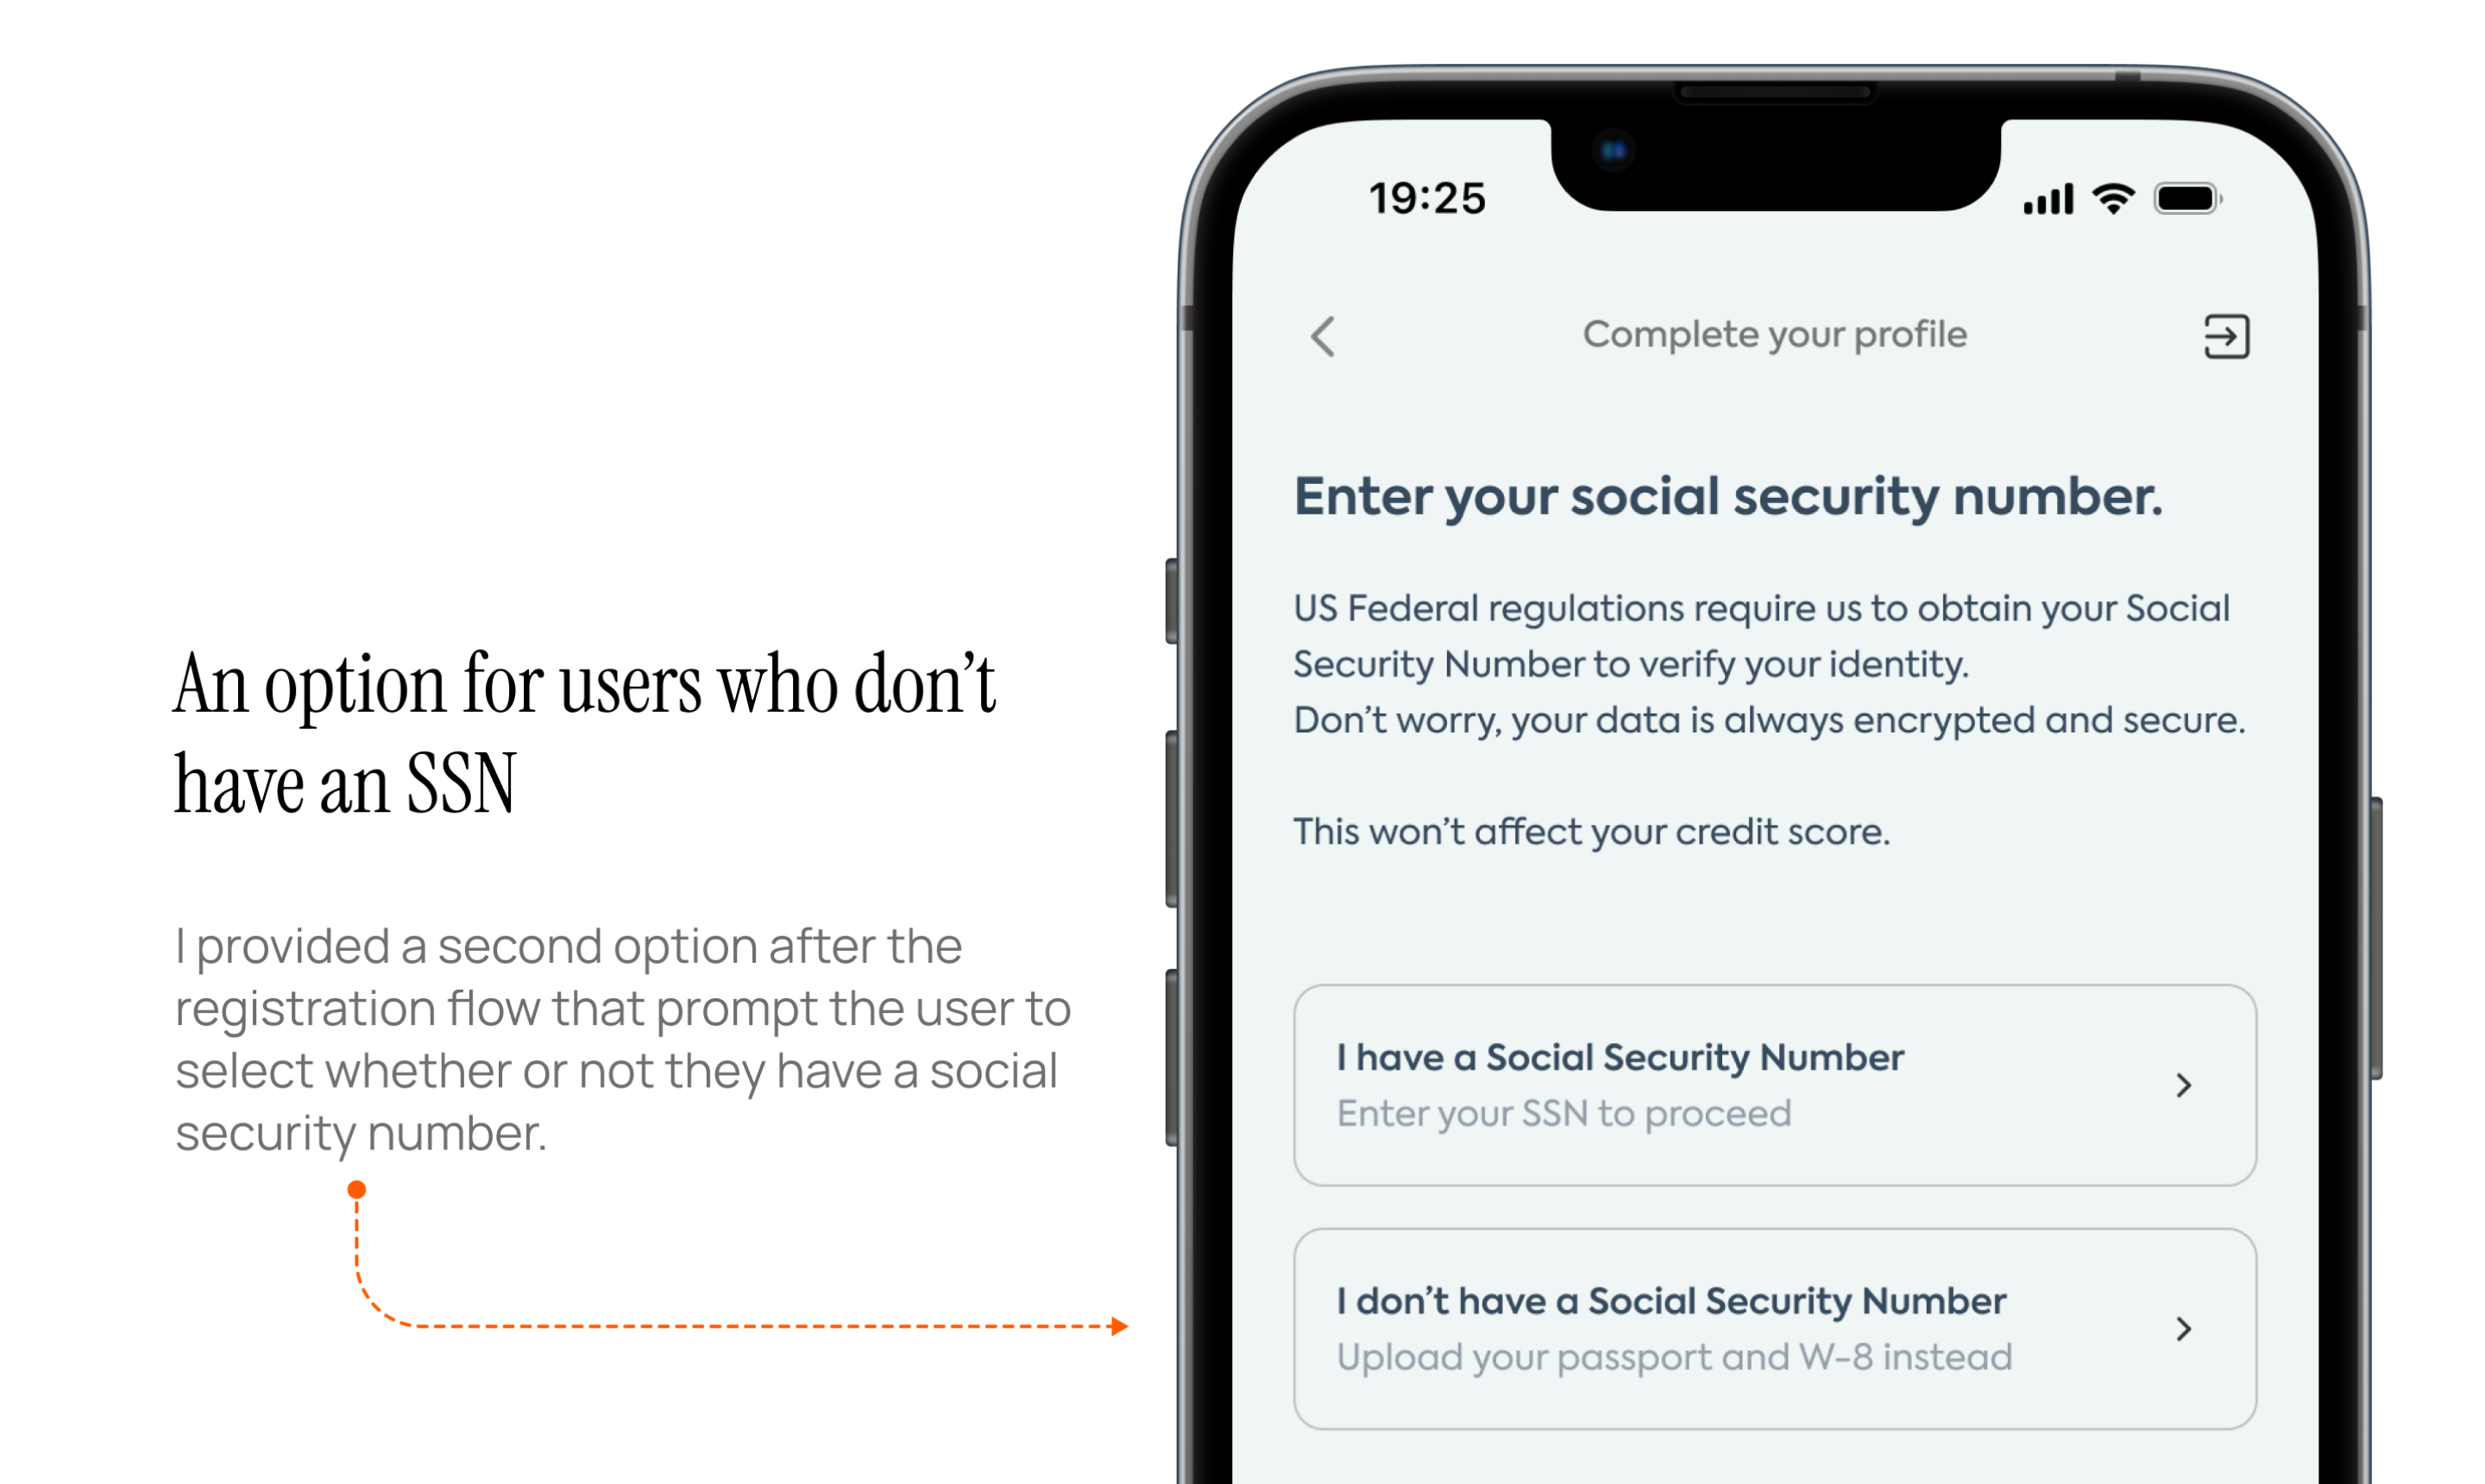 An option for users who don’t
have an SSN
I provided a second option after the
registration flow that prompt the user to
select whether or not they have a social
security number.
19:25
Complete your profile
Enter your social security number.
US Federal regulations require us to obtain your Social
Security Number to verify your identity.
Don’t worry, your data is always encrypted and secure.
This won’t affect your credit score.
I have a Social Security Number
Enter your SSN to proceed
I don’t have a Social Security Number
Upload your passport and W-8 instead